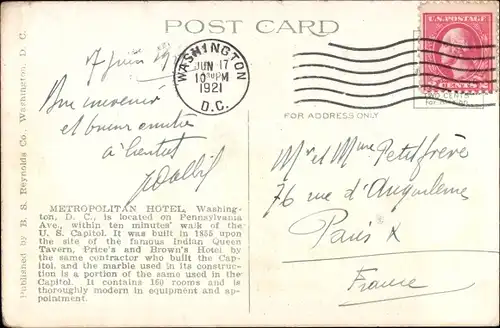 POST CARD
WASHINGTON
D.C.
JUN 17
10 30 PM
1921
U.S. POSTAGE
2 CENTS 2
FOR ADDRESS ONLY
7 juin
Bon souvenir
et bonne amitié
à bientôt
Mr et Mme Petitfrère
76 rue d'Angoulême
Paris X
France
METROPOLITAN HOTEL, Washing-
ton, D. C., is located on Pennsylvania
Ave., within ten minutes' walk of the
U. S. Capitol. It was built in 1855 upon
the site of the famous Indian Queen
Tavern, Price's and Brown's Hotel by
the same contractor who built the Cap-
itol, and the marble used in its construc-
tion is a portion of the same used in the
Capitol. It contains 160 rooms and is
thoroughly modern in equipment and ap-
pointment.
Published by B. S. Reynolds Co., Washington, D. C.